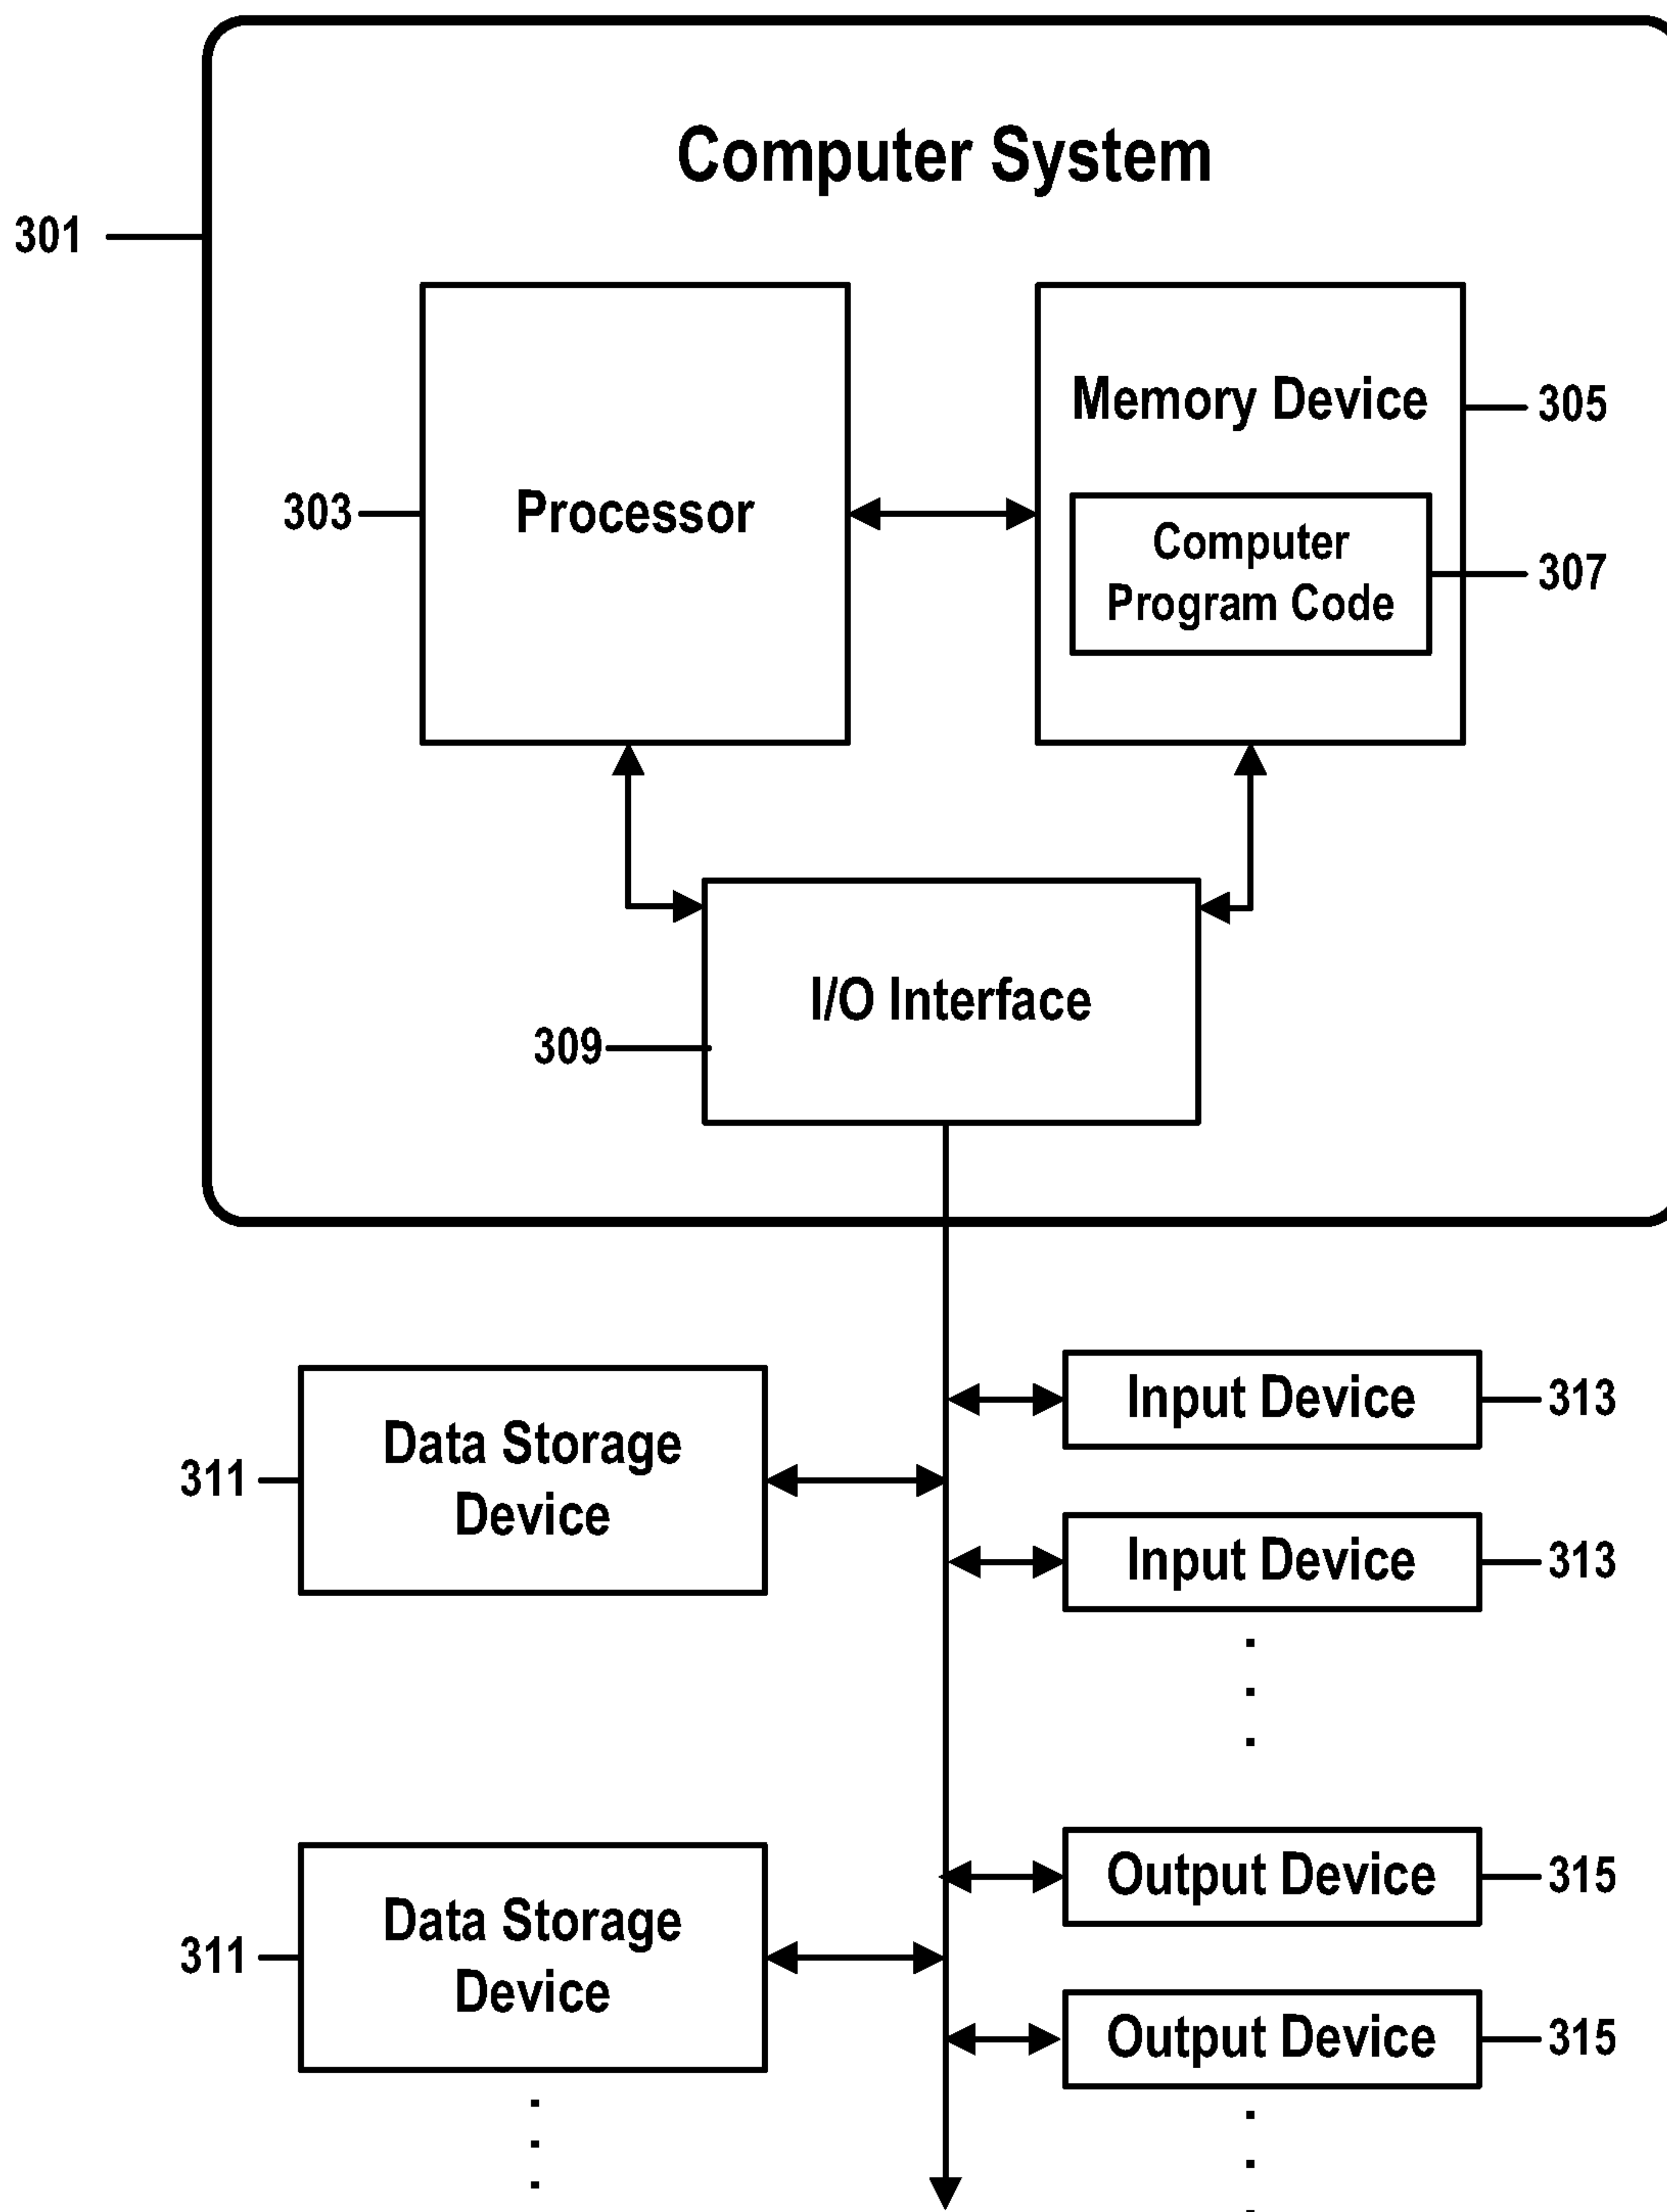 Computer System
301
Processor
303
Memory Device
305
Computer
Program Code
307
I/O Interface
309
Data Storage
Device
311
Input Device
313
Input Device
313
Data Storage
Device
311
Output Device
315
Output Device
315